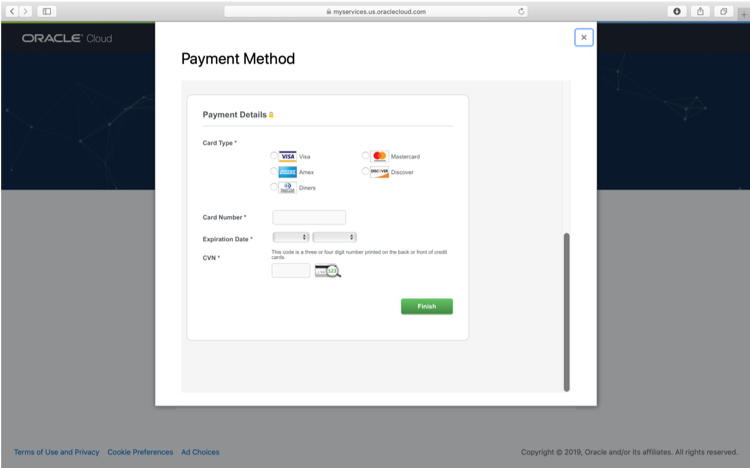 myservices.us.oraclecloud.com
ORACLE® Cloud
Payment Method
Payment Details
Card Type *
VISA Visa
Mastercard
Amex
DISCOVER Discover
Diners
Card Number *
Expiration Date *
This code is a three or four digit number printed on the back or front of credit
cards.
CVN *
123
Finish
Terms of Use and Privacy Cookie Preferences Ad Choices
Copyright © 2019, Oracle and/or its affiliates. All rights reserved.